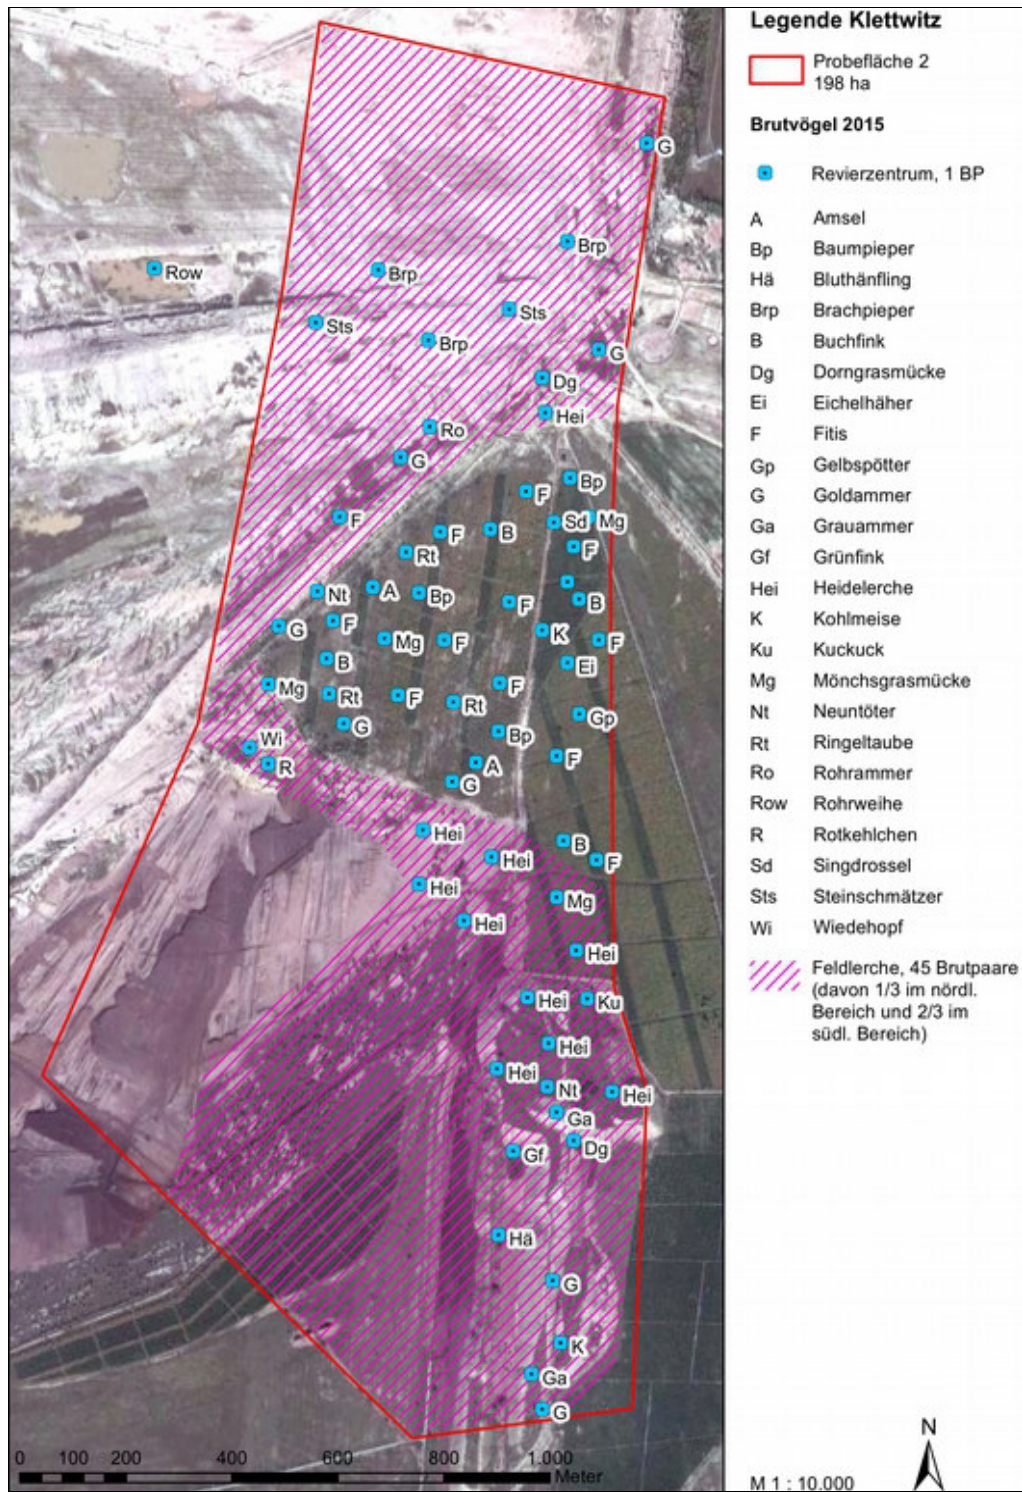 Legende Klettwitz
Probefläche 2
198 ha
Brutvögel 2015
Revierzentrum, 1 BP
A Amsel
Bp Baumpieper
Hä Bluthänfling
Brp Brachpieper
B Buchfink
Dg Dorngrasmücke
Ei Eichelhäher
F Fitis
Gp Gelbspötter
G Goldammer
Ga Grauammer
Gf Grünfink
Hei Heidelerche
K Kohlmeise
Ku Kuckuck
Mg Mönchsgrasmücke
Nt Neuntöter
Rt Ringeltaube
Ro Rohrammer
Row Rohrweihe
R Rotkehlchen
Sd Singdrossel
Sts Steinschmätzer
Wi Wiedehopf
Feldlerche, 45 Brutpaare
(davon 1/3 im nördl.
Bereich und 2/3 im
südl. Bereich)
N
M 1 : 10.000
G
Brp
Row
Brp
Sts
Sts
Brp
G
Dg
Hei
Ro
G
Bp
F
F
Sd
Mg
B
F
F
Rt
A
Nt
Bp
B
F
F
G
K
Mg
F
F
B
Ei
Mg
F
Rt
F
Rt
Gp
G
Bp
Wi
F
R
A
G
Hei
B
Hei
F
Hei
Mg
Hei
Hei
Hei
Ku
Hei
Hei
Nt
Hei
Ga
Dg
Gf
Hä
G
K
Ga
G
0 100 200 400 600 800 1.000
Meter